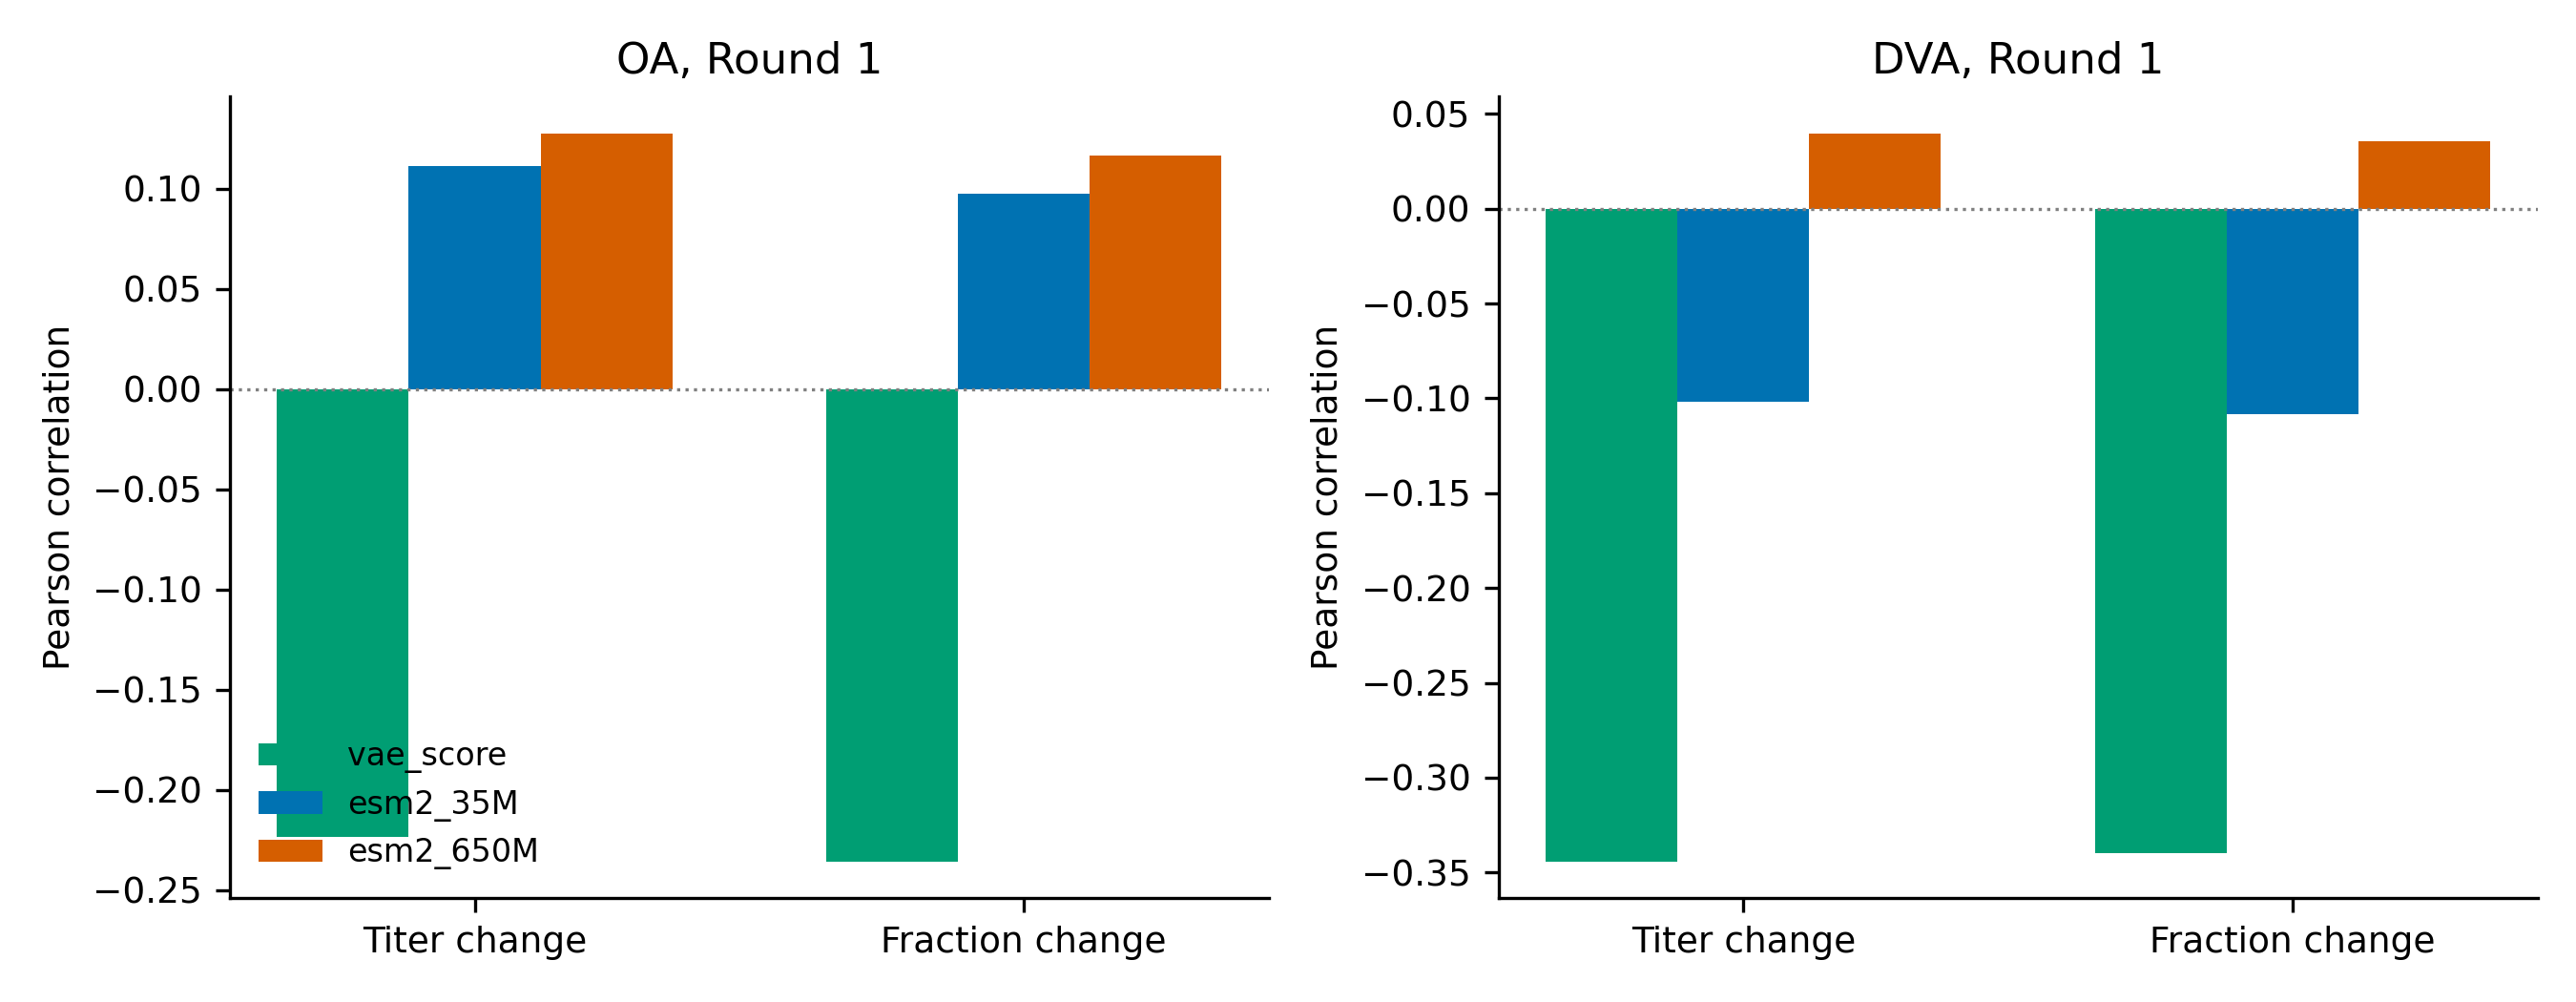 OA, Round 1
Pearson correlation
0.10
0.05
0.00
−0.05
−0.10
−0.15
−0.20
−0.25
vae_score
esm2_35M
esm2_650M
Titer change
Fraction change
DVA, Round 1
Pearson correlation
0.05
0.00
−0.05
−0.10
−0.15
−0.20
−0.25
−0.30
−0.35
Titer change
Fraction change